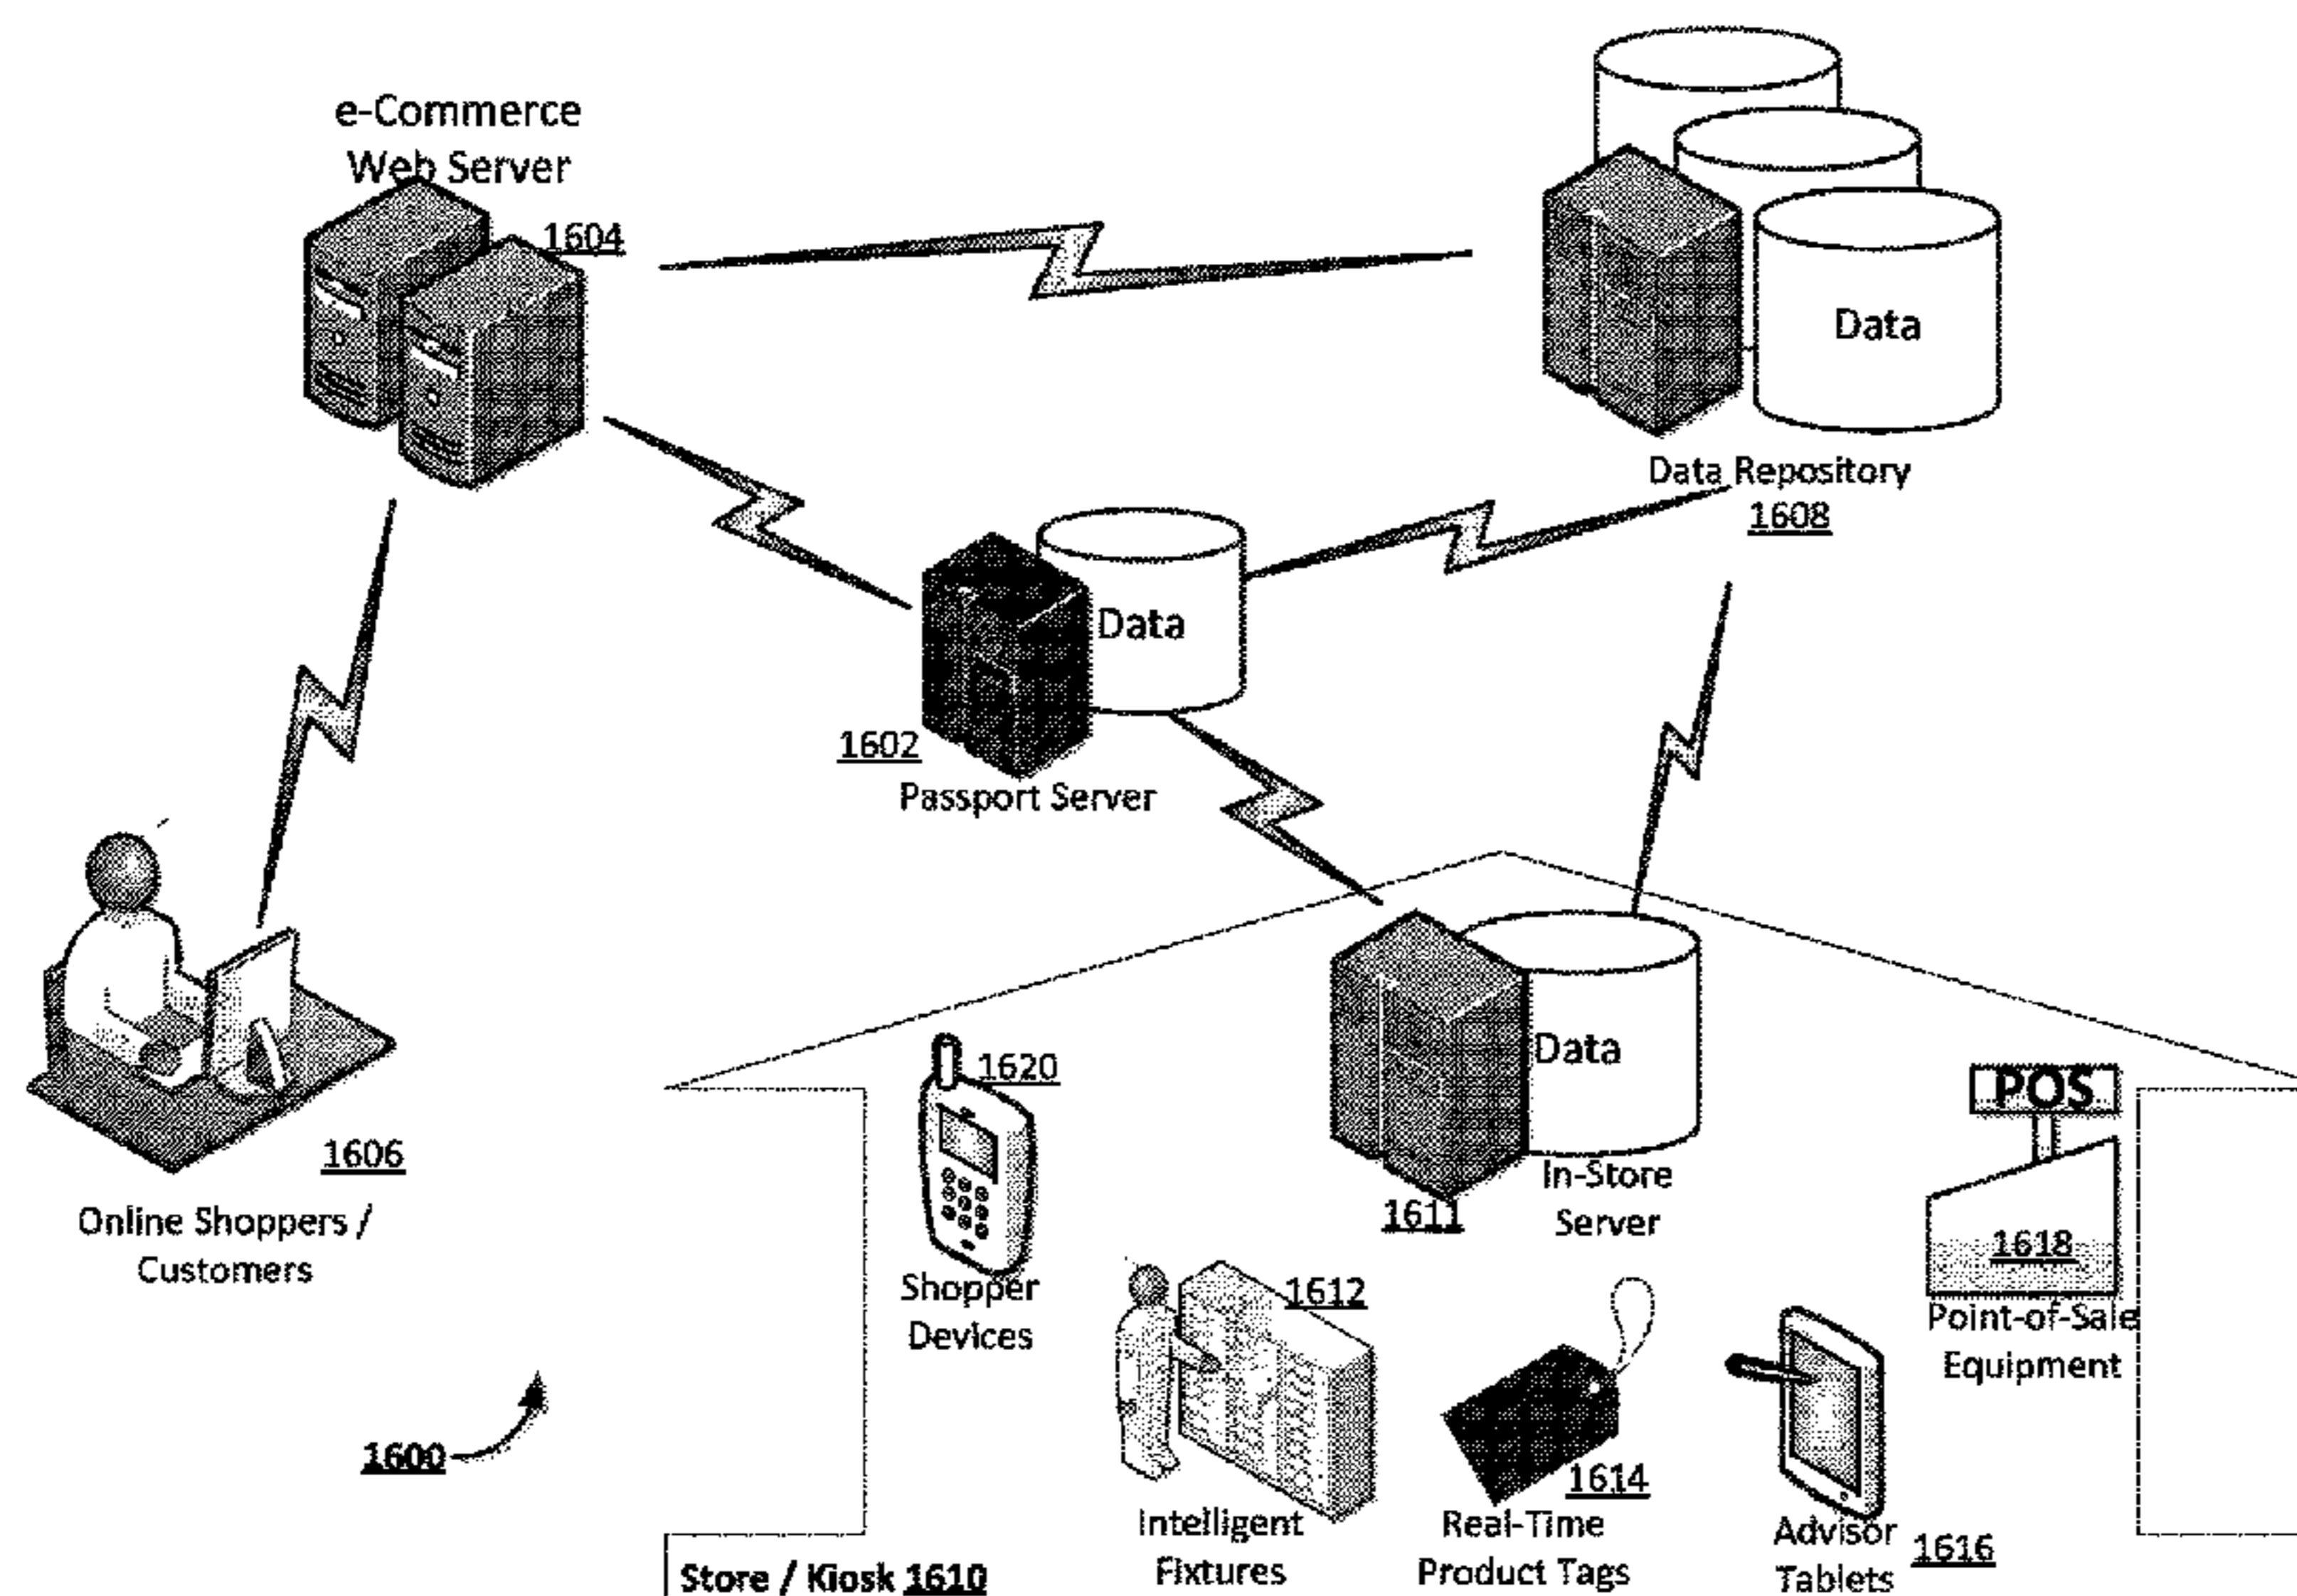 e-Commerce
Web Server
1604
Data
Data Repository
1608
Data
1602
Passport Server
Data
In-Store
Server
1611
1606
Online Shoppers /
Customers
1620
Shopper
Devices
POS
1618
Point-of-Sale
Equipment
1612
Intelligent
Fixtures
1614
Real-Time
Product Tags
Advisor
Tablets
1616
1600
Store / Kiosk 1610